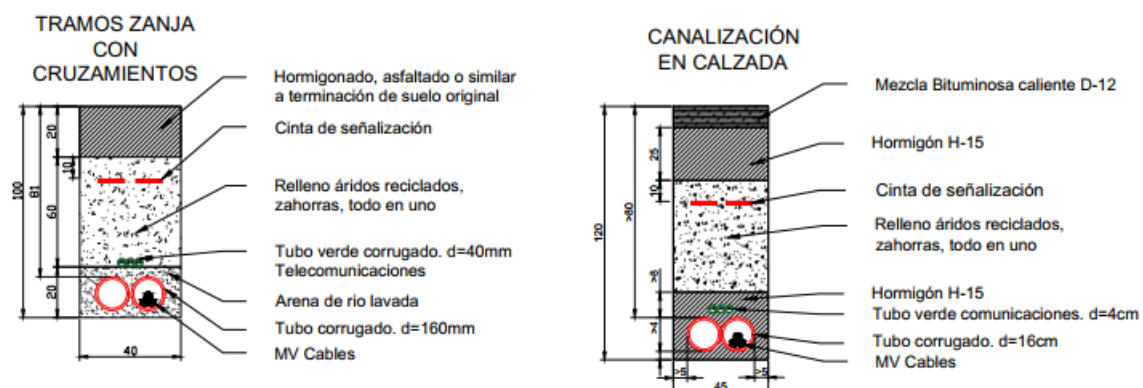 TRAMOS ZANJA
CON
CRUZAMIENTOS
Hormigonado, asfaltado o similar
a terminación de suelo original
Cinta de señalización
Relleno áridos reciclados,
zahorras, todo en uno
Tubo verde corrugado. d=40mm
Telecomunicaciones
Arena de rio lavada
Tubo corrugado. d=160mm
MV Cables
100
81
20
10
60
20
40
CANALIZACIÓN
EN CALZADA
Mezcla Bituminosa caliente D-12
Hormigón H-15
Cinta de señalización
Relleno áridos reciclados,
zahorras, todo en uno
Hormigón H-15
Tubo verde comunicaciones. d=4cm
Tubo corrugado. d=16cm
MV Cables
120
>80
25
10
>6
>4
>5
45
>5